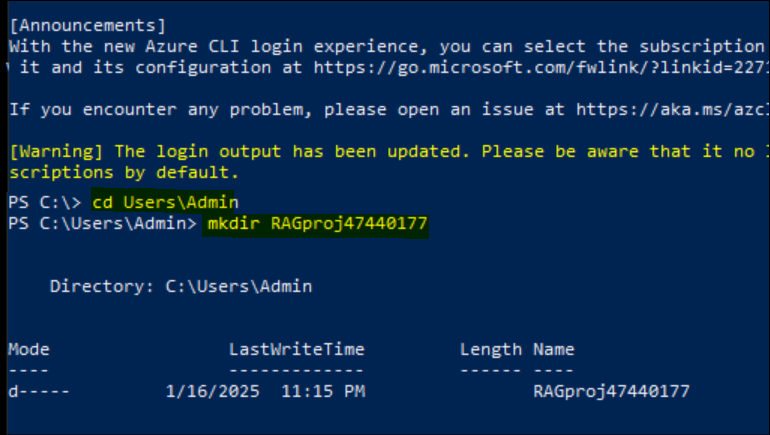 [Announcements]
With the new Azure CLI login experience, you can select the subscription
it and its configuration at https://go.microsoft.com/fwlink/?linkid=2271
If you encounter any problem, please open an issue at https://aka.ms/azcl
[Warning] The login output has been updated. Please be aware that it no
scriptions by default.
PS C:\> cd Users\Admin
PS C:\Users\Admin> mkdir RAGproj47440177
Directory: C:\Users\Admin
Mode LastWriteTime Length Name
---- ------------- ------ ----
d----- 1/16/2025 11:15 PM RAGproj47440177